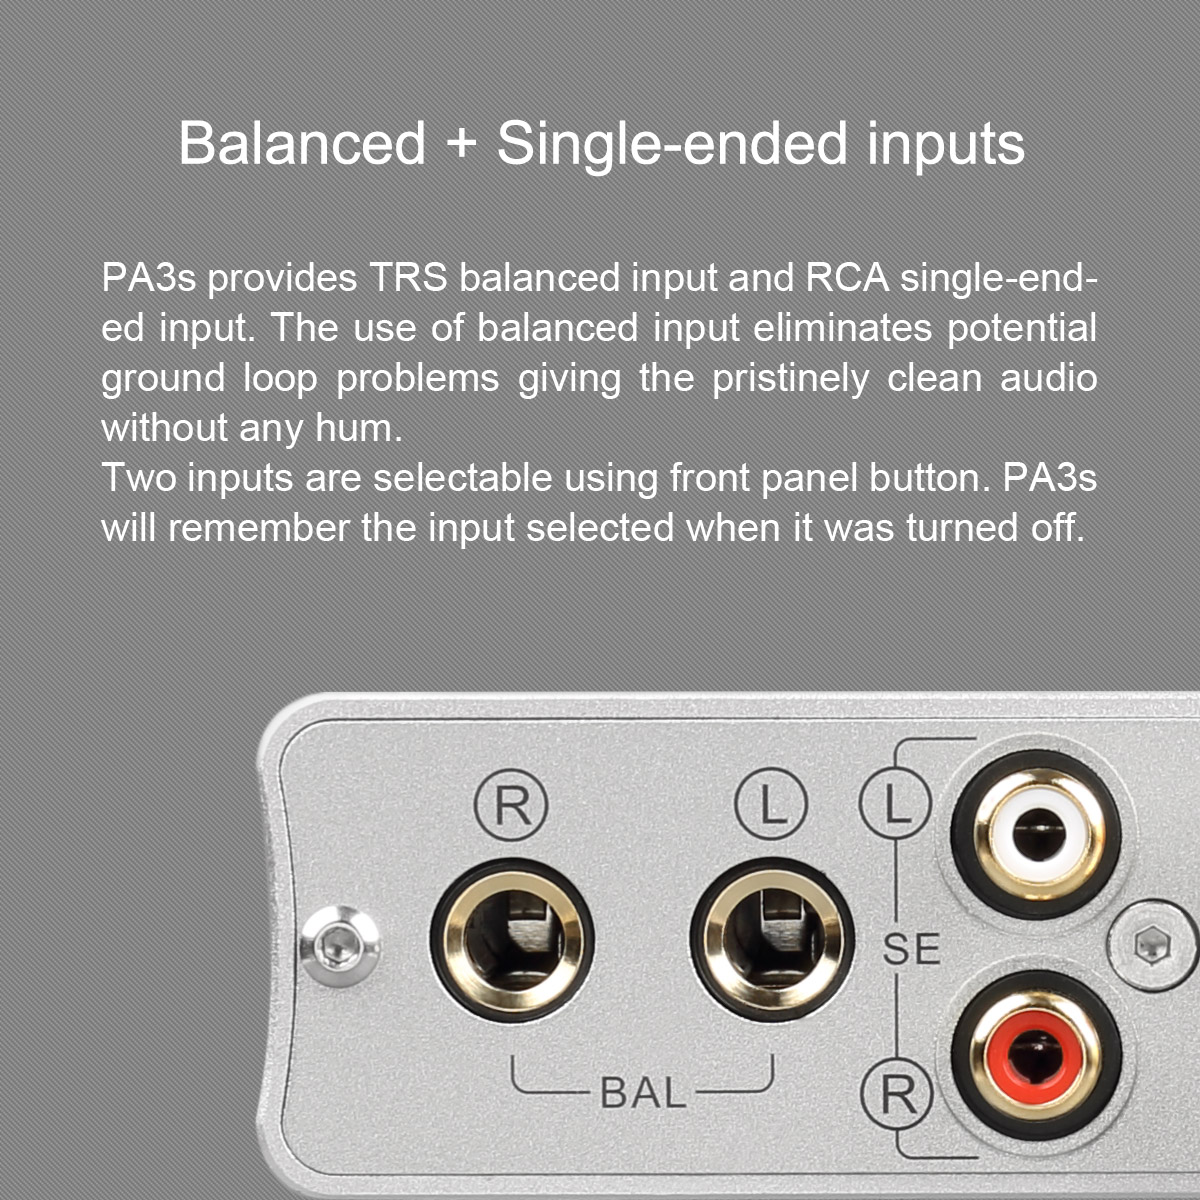 Balanced + Single-ended inputs
PA3s provides TRS balanced input and RCA single-end-
ed input. The use of balanced input eliminates potential
ground loop problems giving the pristinely clean audio
without any hum.
Two inputs are selectable using front panel button. PA3s
will remember the input selected when it was turned off.
R L L
SE
BAL R